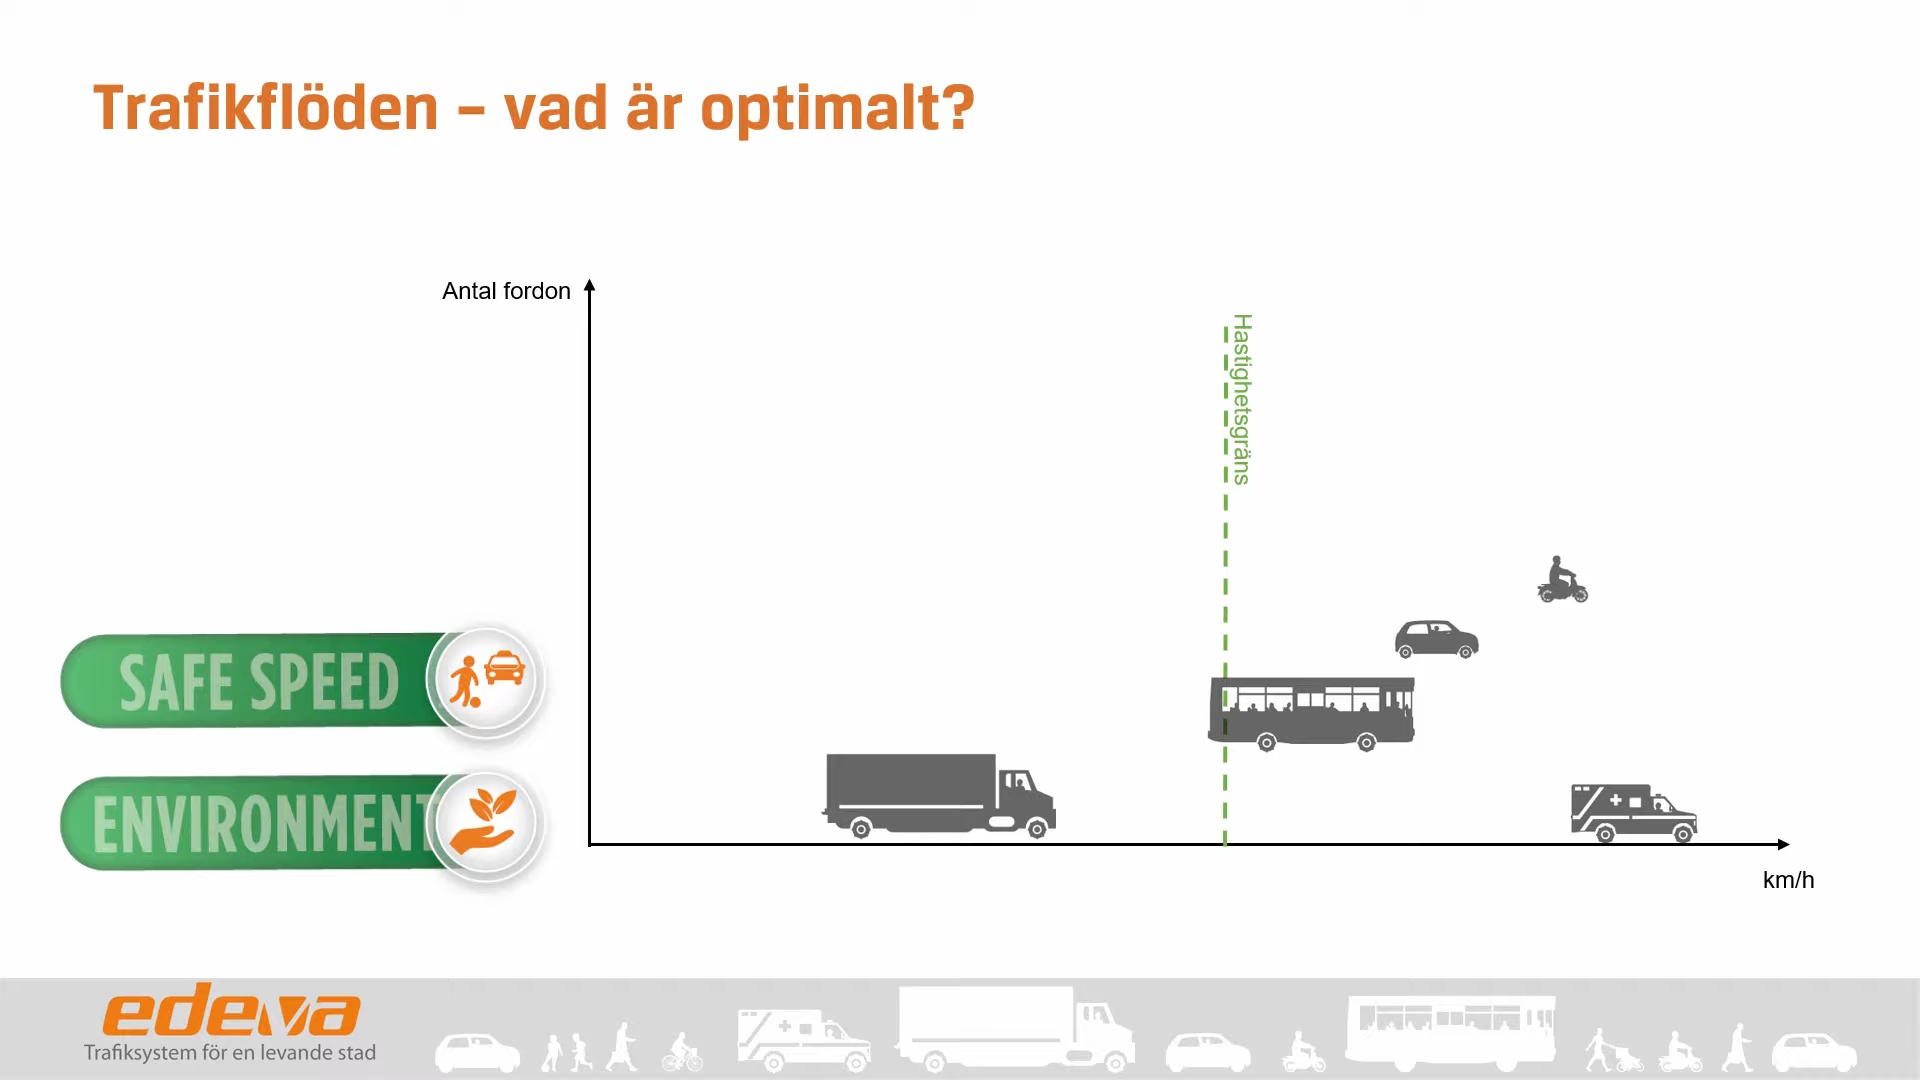 Trafikflöden – vad är optimalt?
Antal fordon
Hastighetsgräns
SAFE SPEED
ENVIRONMENT
km/h
edeva
Trafiksystem för en levande stad